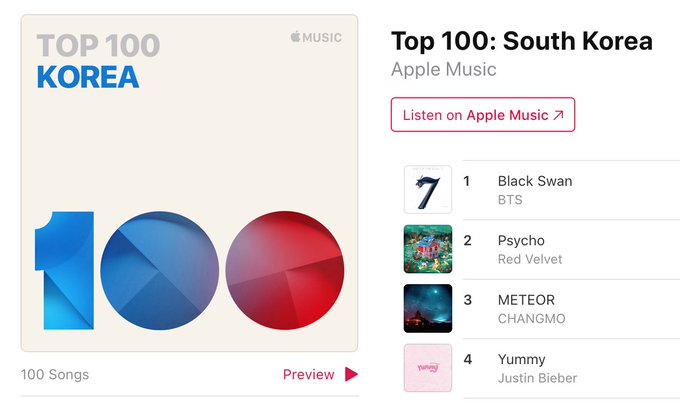 TOP 100
KOREA
MUSIC
100 Songs
Preview
Top 100: South Korea
Apple Music
Listen on Apple Music ↗
7
1
Black Swan
BTS
2
Psycho
Red Velvet
3
METEOR
CHANGMO
Yummy
4
Yummy
Justin Bieber
100